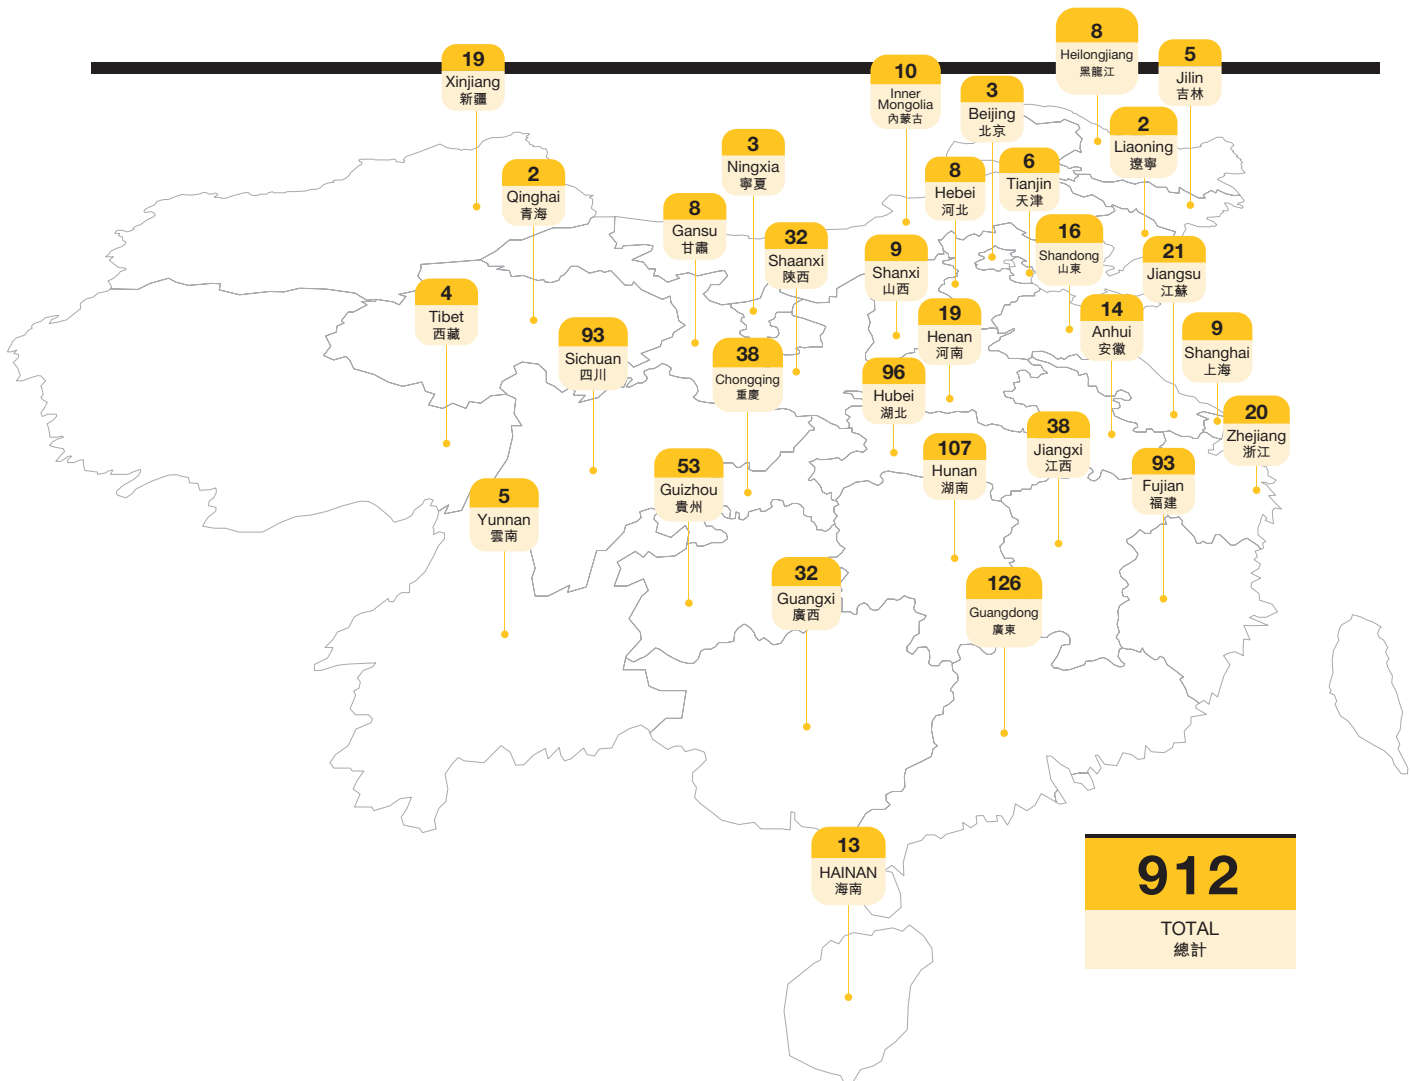 8
Heilongjiang
黑龍江
5
Jilin
吉林
19
Xinjiang
新疆
10
Inner
Mongolia
內蒙古
3
Beijing
北京
2
Liaoning
遼寧
3
Ningxia
寧夏
2
Qinghai
青海
8
Hebei
河北
6
Tianjin
天津
8
Gansu
甘肅
32
Shaanxi
陝西
9
Shanxi
山西
16
Shandong
山東
21
Jiangsu
江蘇
4
Tibet
西藏
93
Sichuan
四川
38
Chongqing
重慶
19
Henan
河南
14
Anhui
安徽
9
Shanghai
上海
96
Hubei
湖北
20
Zhejiang
浙江
53
Guizhou
貴州
107
Hunan
湖南
38
Jiangxi
江西
93
Fujian
福建
5
Yunnan
雲南
32
Guangxi
廣西
126
Guangdong
廣東
13
HAINAN
海南
912
TOTAL
總計